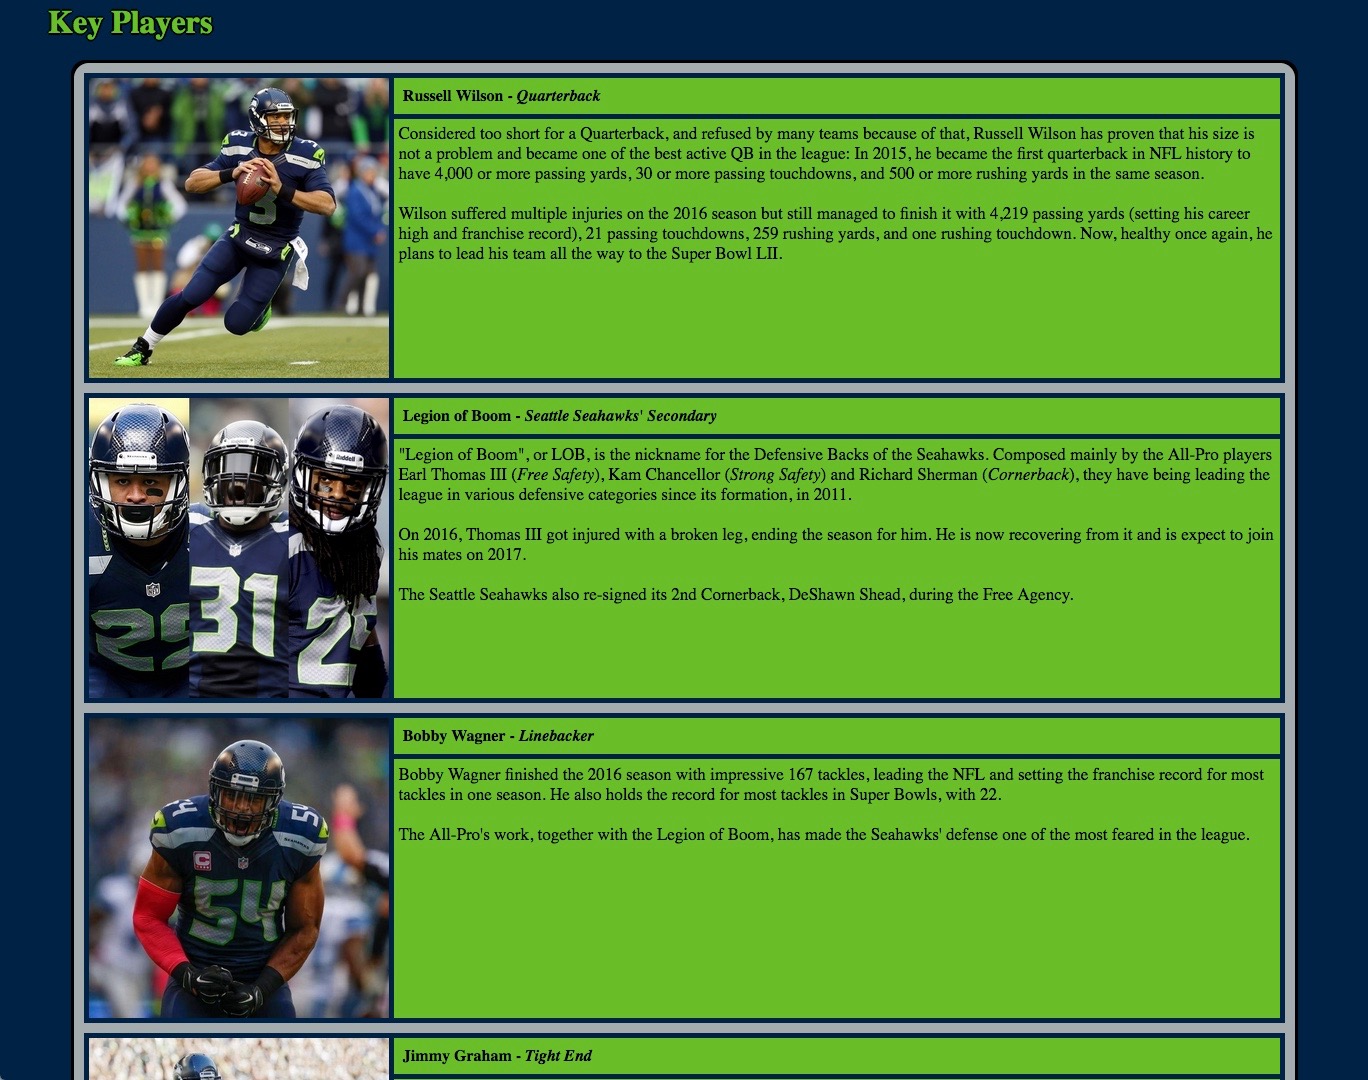 Key Players
Russell Wilson - Quarterback
Considered too short for a Quarterback, and refused by many teams because of that, Russell Wilson has proven that his size is
not a problem and became one of the best active QB in the league: In 2015, he became the first quarterback in NFL history to
have 4,000 or more passing yards, 30 or more passing touchdowns, and 500 or more rushing yards in the same season.
Wilson suffered multiple injuries on the 2016 season but still managed to finish it with 4,219 passing yards (setting his career
high and franchise record), 21 passing touchdowns, 259 rushing yards, and one rushing touchdown. Now, healthy once again, he
plans to lead his team all the way to the Super Bowl LII.
3
Legion of Boom - Seattle Seahawks' Secondary
"Legion of Boom", or LOB, is the nickname for the Defensive Backs of the Seahawks. Composed mainly by the All-Pro players
Earl Thomas III (Free Safety), Kam Chancellor (Strong Safety) and Richard Sherman (Cornerback), they have being leading the
league in various defensive categories since its formation, in 2011.
On 2016, Thomas III got injured with a broken leg, ending the season for him. He is now recovering from it and is expect to join
his mates on 2017.
The Seattle Seahawks also re-signed its 2nd Cornerback, DeShawn Shead, during the Free Agency.
Riddell
29
31
2
Bobby Wagner - Linebacker
Bobby Wagner finished the 2016 season with impressive 167 tackles, leading the NFL and setting the franchise record for most
tackles in one season. He also holds the record for most tackles in Super Bowls, with 22.
The All-Pro's work, together with the Legion of Boom, has made the Seahawks' defense one of the most feared in the league.
54
54
C
54
Jimmy Graham - Tight End